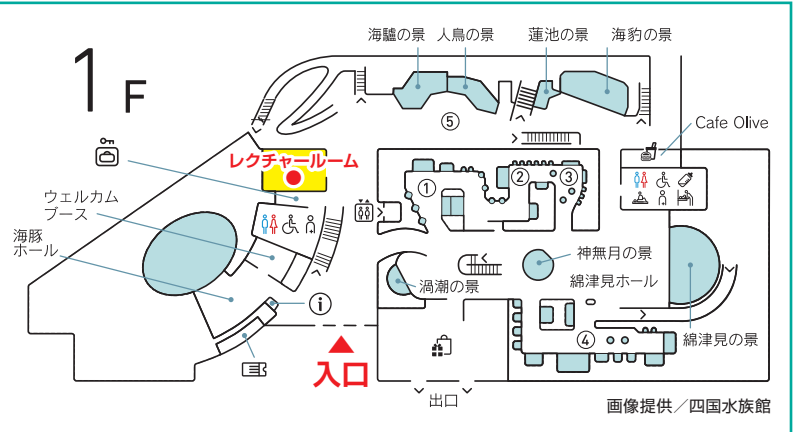 1F
海驢の景
人鳥の景
蓮池の景
海豹の景
⑤
Cafe Olive
レクチャールーム
①
②
③
ウェルカム
ブース
海豚
ホール
神無月の景
渦潮の景
綿津見ホール
i
④
綿津見の景
入口
出口
画像提供／四国水族館